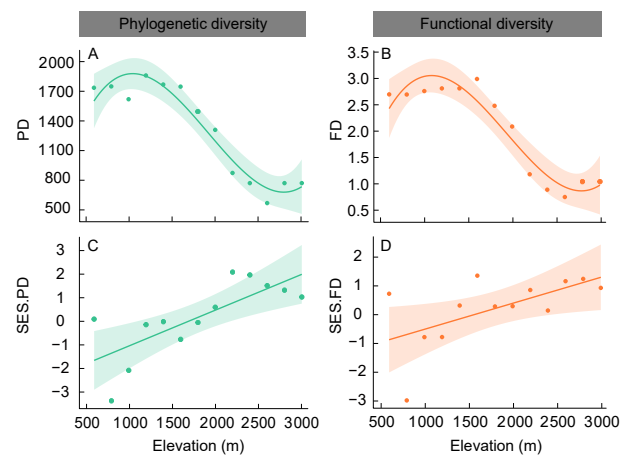 Phylogenetic diversity
Functional diversity
A
2000
1700
1400
1100
800
500
PD
B
3.5
3.0
2.5
2.0
1.5
1.0
0.5
FD
C
3
2
1
0
−1
−2
−3
SES.PD
500 1000 1500 2000 2500 3000
Elevation (m)
D
2
1
0
−1
−2
−3
SES.FD
500 1000 1500 2000 2500 3000
Elevation (m)